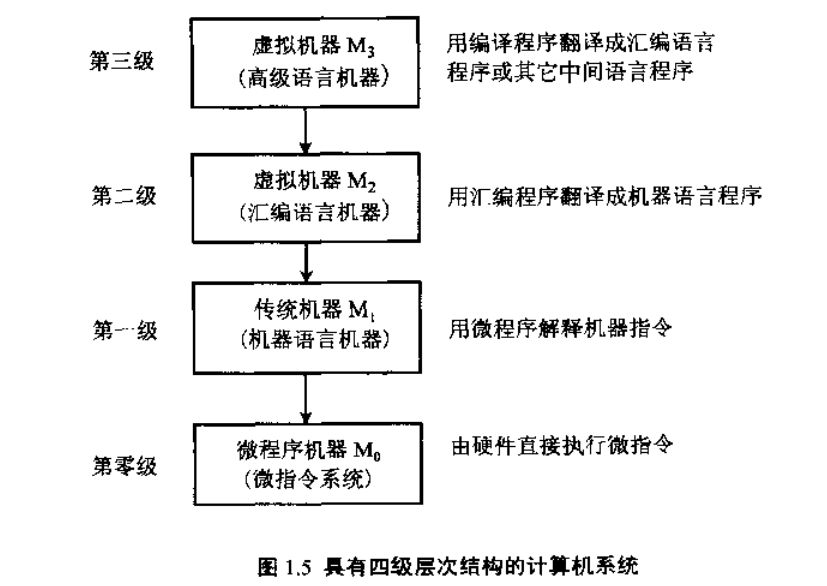 第三级
虚拟机器 M₃
(高级语言机器)
用编译程序翻译成汇编语言
程序或其它中间语言程序
第二级
虚拟机器 M₂
(汇编语言机器)
用汇编程序翻译成机器语言程序
第一级
传统机器 M₁
(机器语言机器)
用微程序解释机器指令
第零级
微程序机器 M₀
(微指令系统)
由硬件直接执行微指令
图 1.5 具有四级层次结构的计算机系统